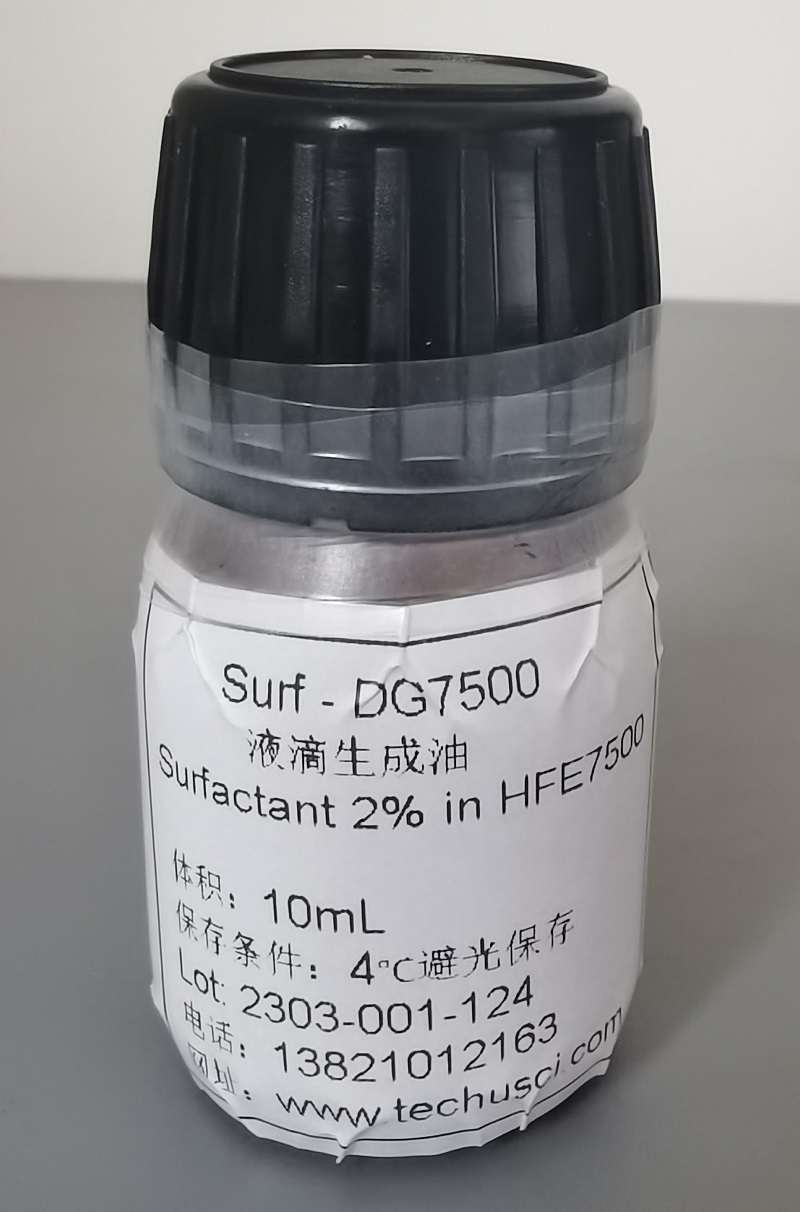 Surf - DG7500
液滴生成油
Surfactant 2% in HFE7500
体积：10mL
保存条件：4°C避光保存
Lot: 2303-001-124
电话：13821012163
网址：www.techusci.com